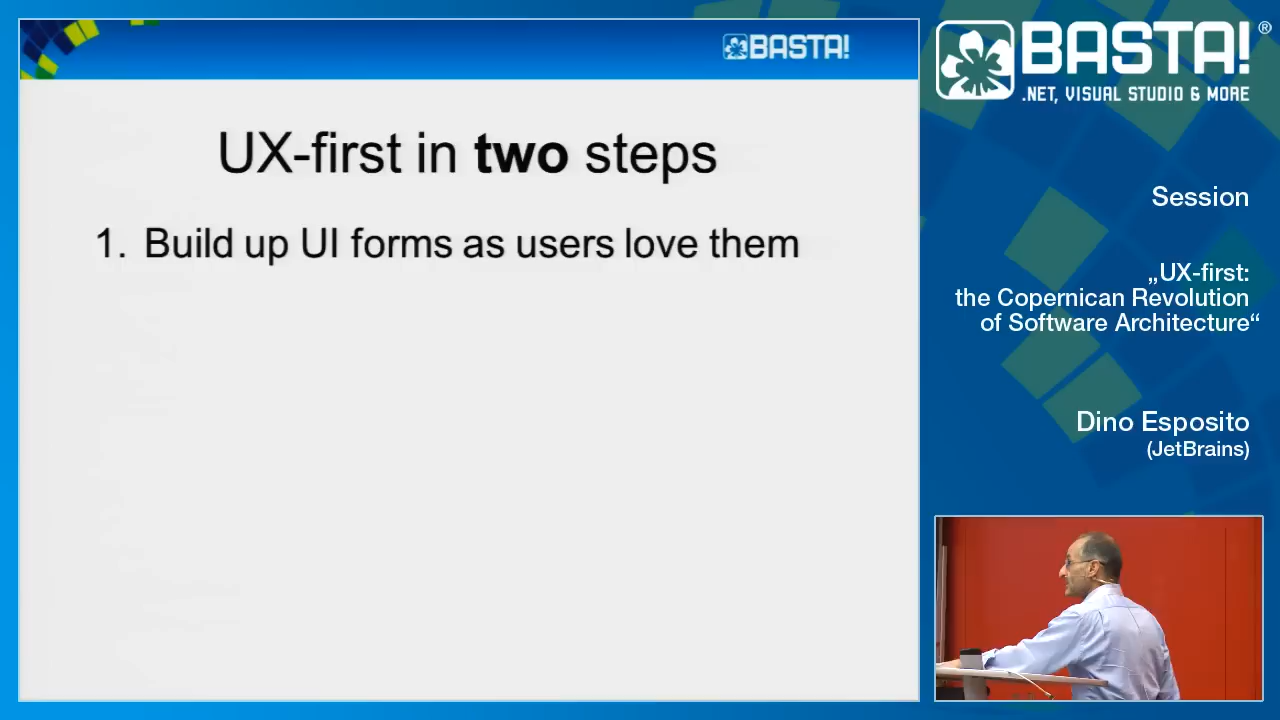 BASTA!
UX-first in two steps
1. Build up UI forms as users love them
BASTA!®
.NET, VISUAL STUDIO & MORE
Session
„UX-first:
the Copernican Revolution
of Software Architecture“
Dino Esposito
(JetBrains)